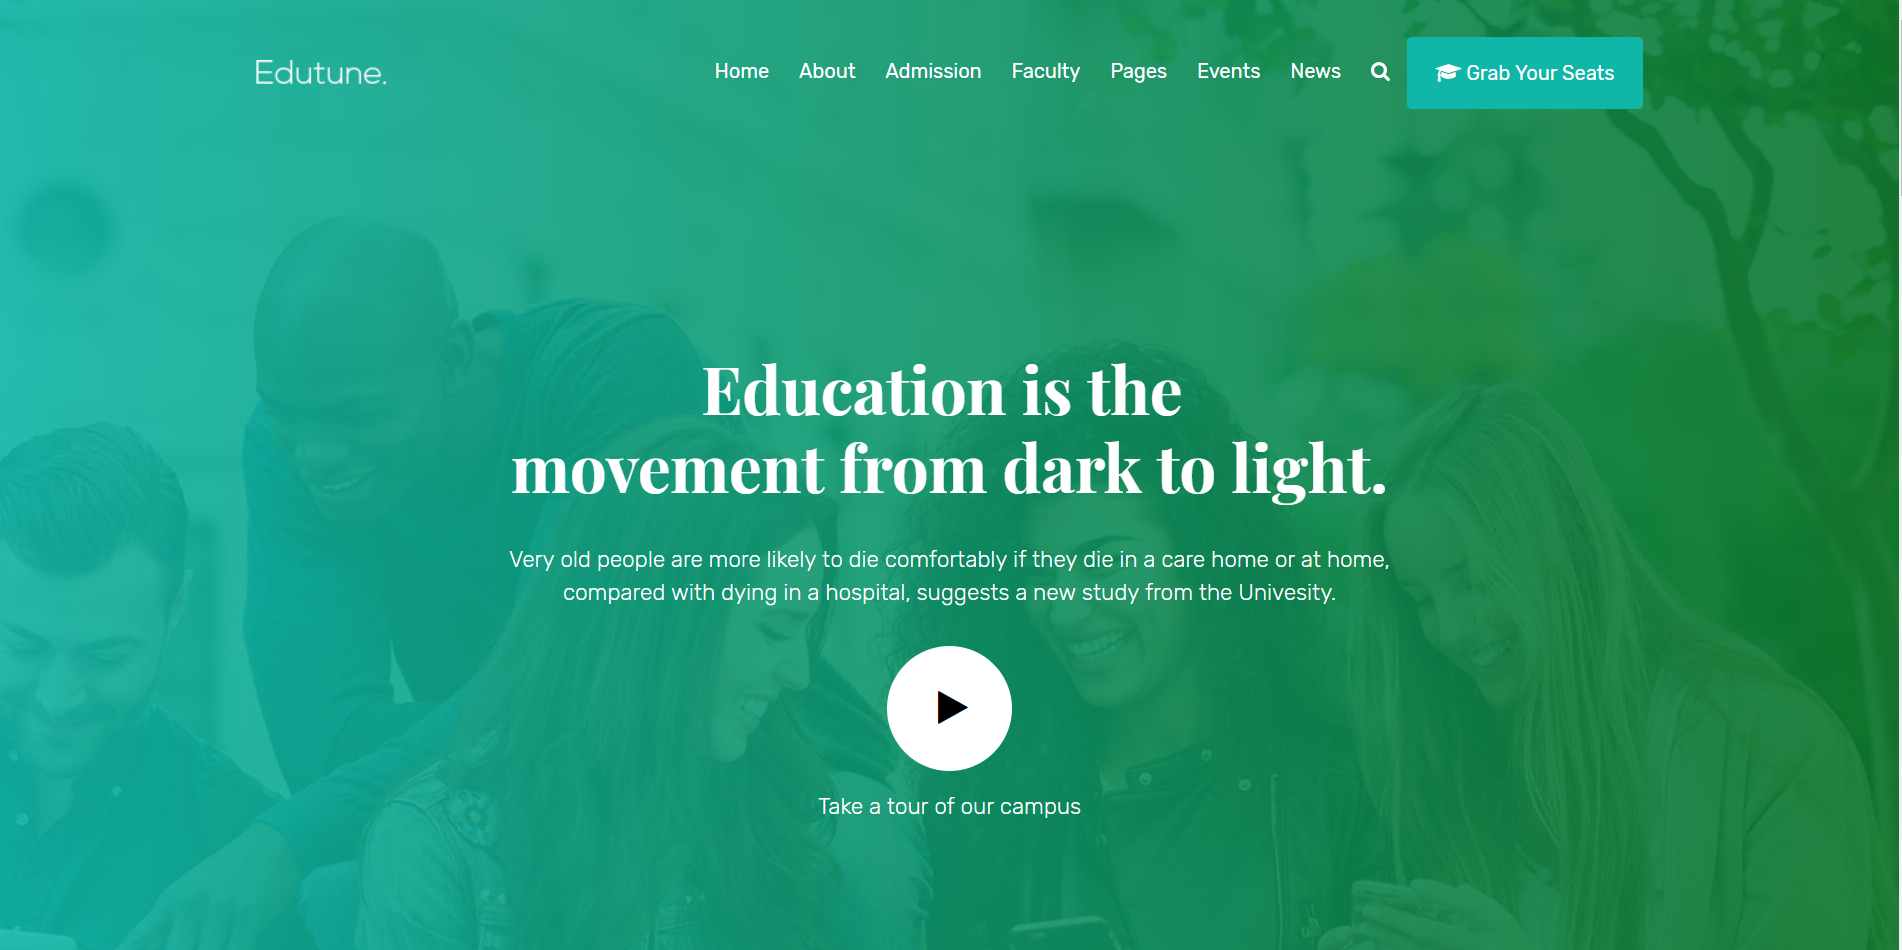 Edutune.
Home About Admission Faculty Pages Events News Grab Your Seats
Education is the
movement from dark to light.
Very old people are more likely to die comfortably if they die in a care home or at home,
compared with dying in a hospital, suggests a new study from the Univesity.
Take a tour of our campus